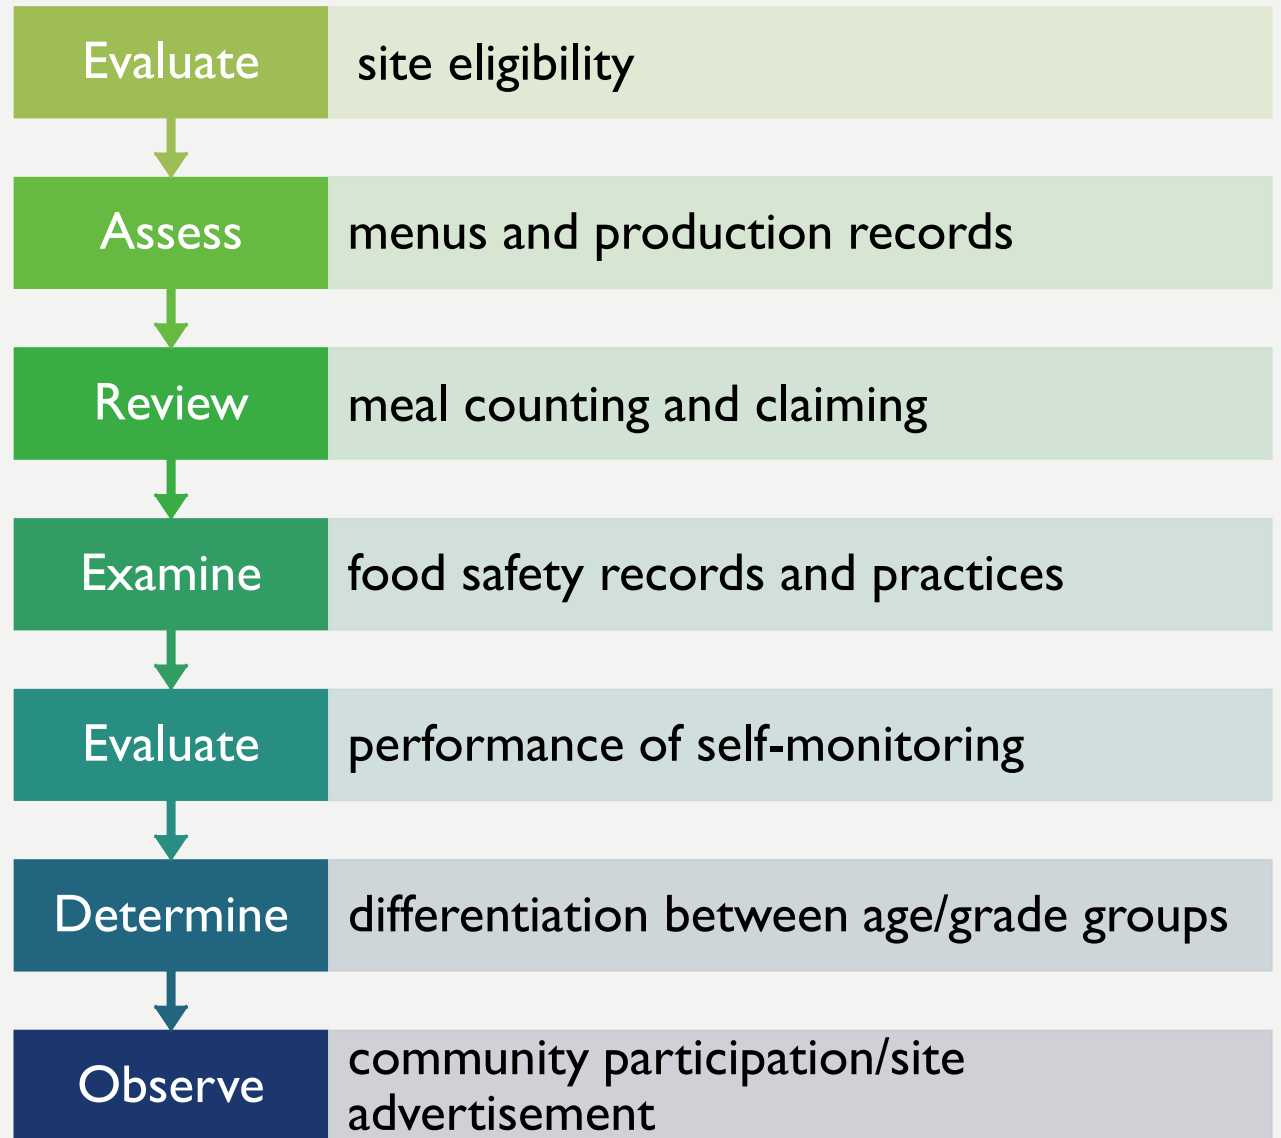 Evaluate site eligibility
Assess menus and production records
Review meal counting and claiming
Examine food safety records and practices
Evaluate performance of self-monitoring
Determine differentiation between age/grade groups
Observe community participation/site
advertisement